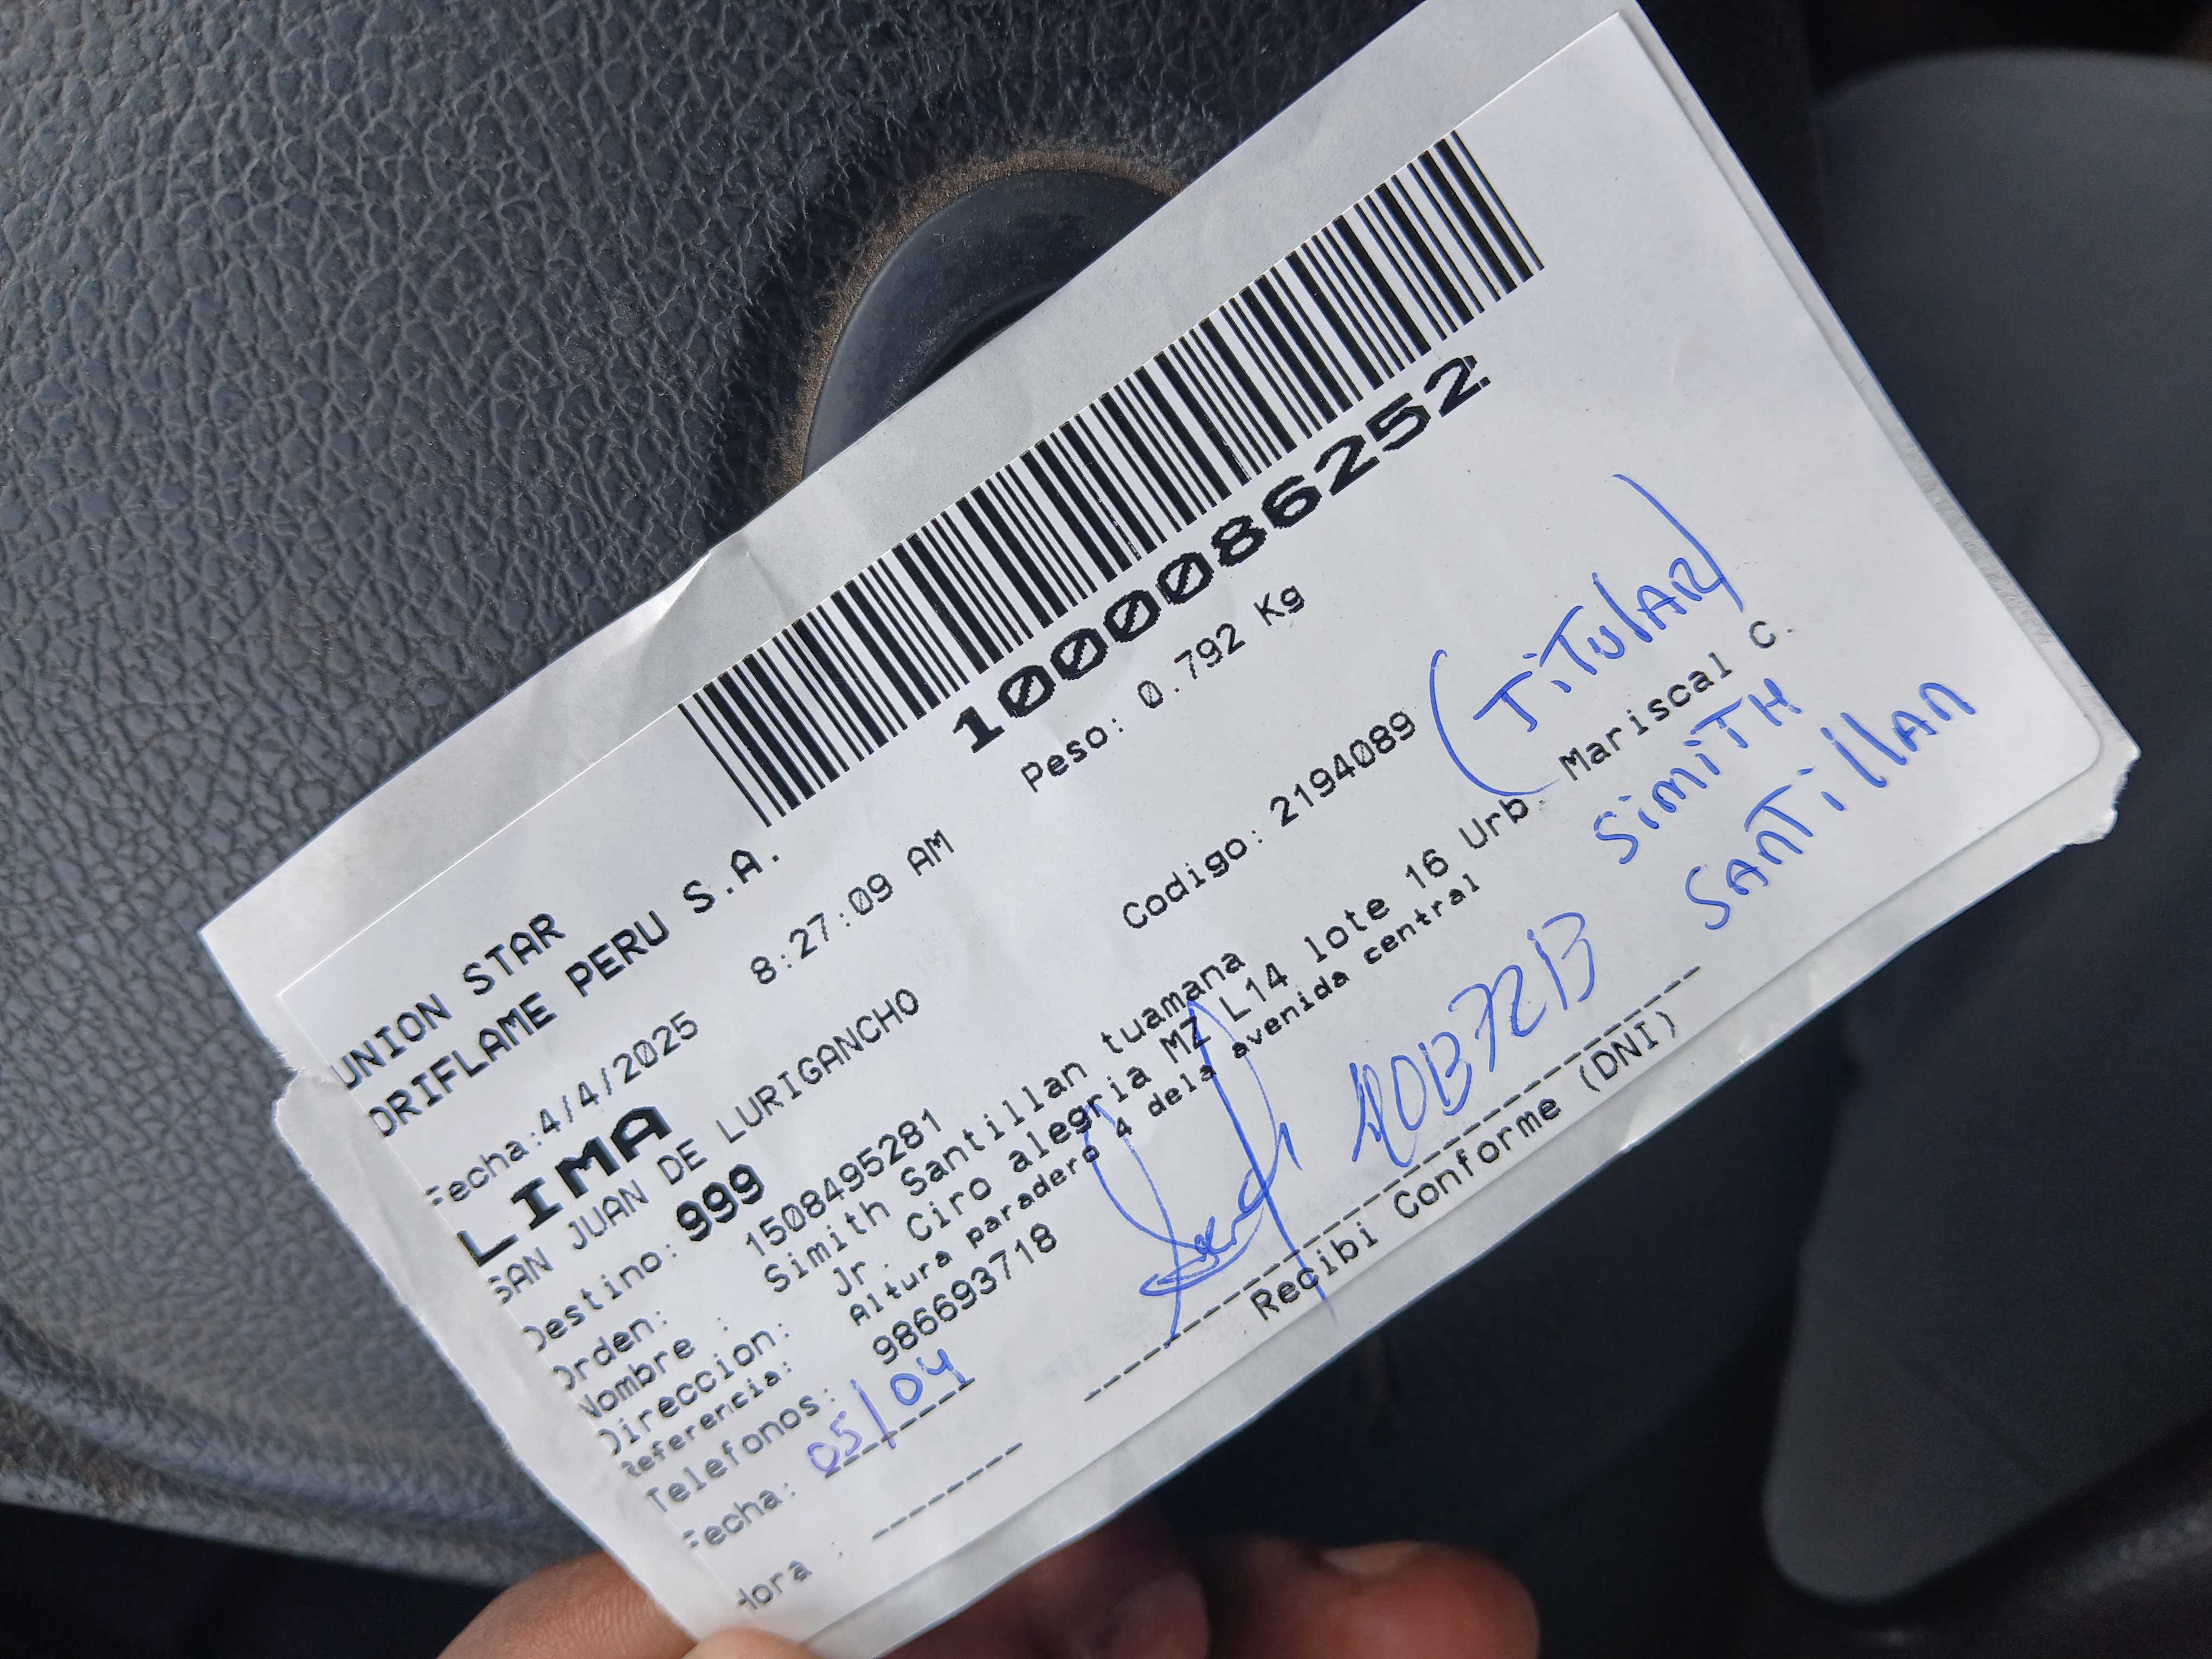 1000086252
UNION STAR
ORIFLAME PERU S.A.
Peso: 0.792 Kg
Fecha:4/4/2025 8:27:09 AM
LIMA
SAN JUAN DE LURIGANCHO
Destino: 999
Codigo: 2194089
(TiTULAR)
Orden: 1508495281
Nombre : Simith Santillan tuamana
Direccion: Jr. Ciro alegria MZ L14 lote 16 Urb. Mariscal C.
SimiTH
SANTillAN
Referencia: Altura paradero 4 dela avenida central
Telefonos: 986693718
Fecha: 05/04
Hora :
Recibi Conforme (DNI)